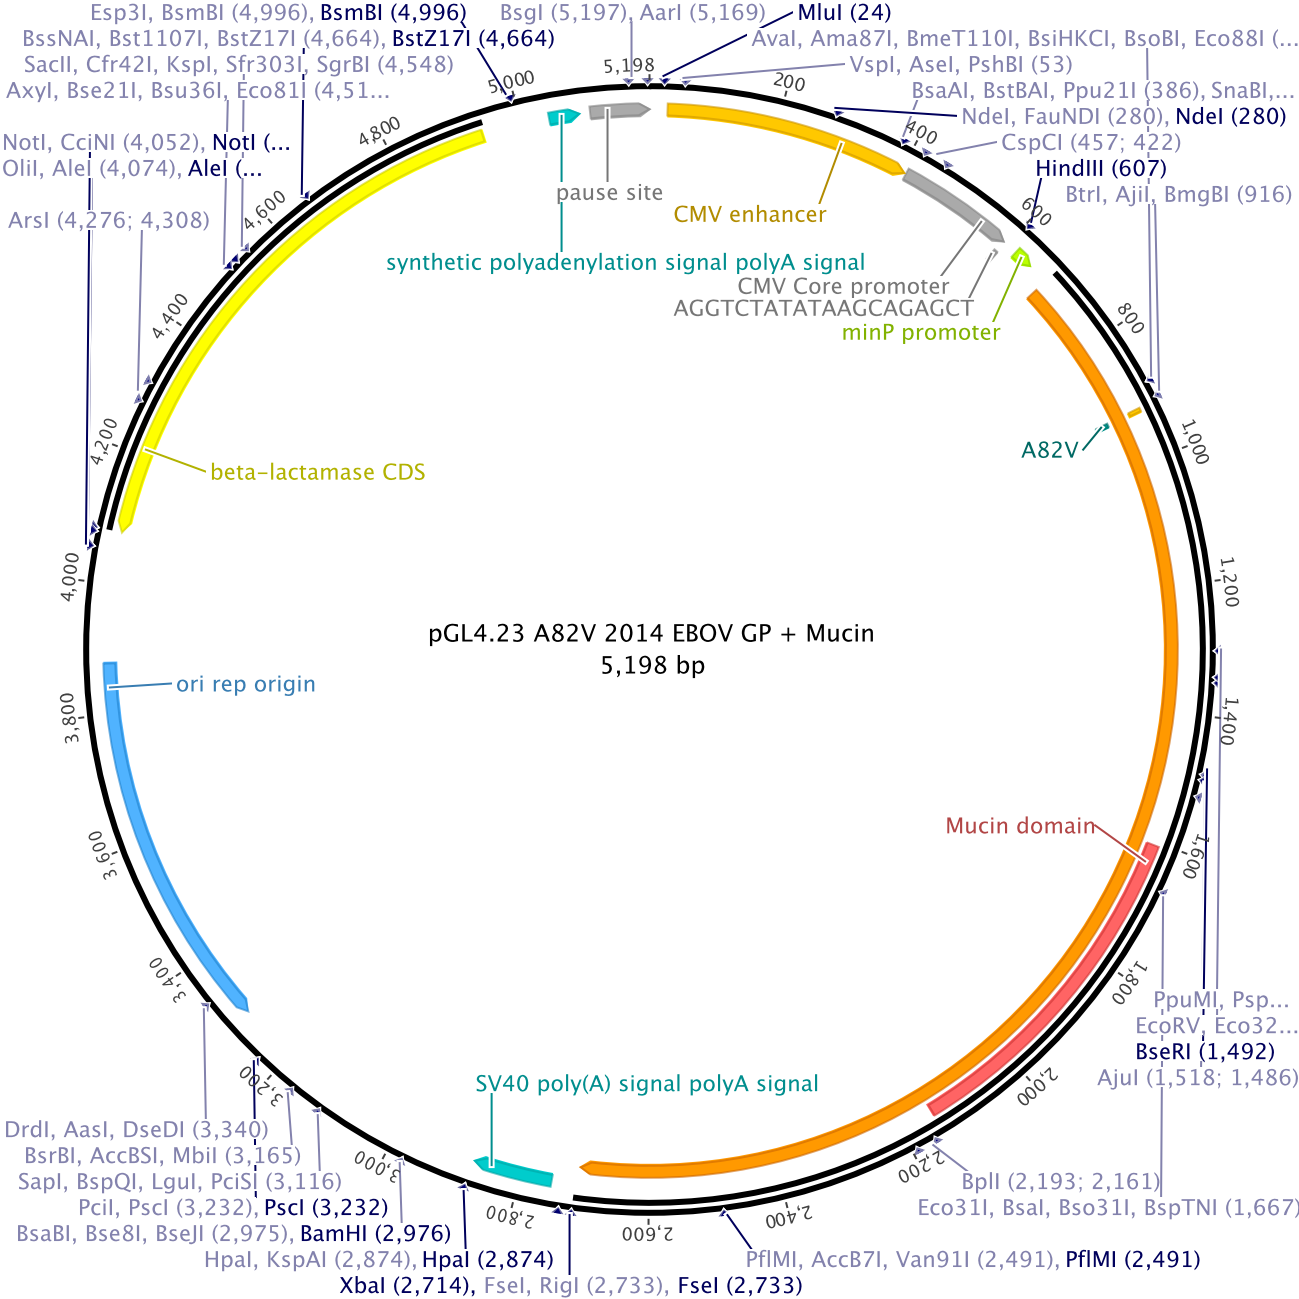 Esp3I, BsmBI (4,996), BsmBI (4,996)
BsgI (5,197), AarI (5,169)
MluI (24)
BssNAI, Bst1107I, BstZ17I (4,664), BstZ17I (4,664)
AvaI, Ama87I, BmeT110I, BsiHKCI, BsoBI, Eco88I (...
SacII, Cfr42I, KspI, Sfr303I, SgrBI (4,548)
VspI, AseI, PshBI (53)
AxyI, Bse21I, Bsu36I, Eco81I (4,51...
BsaAI, BstBAI, Ppu21I (386), SnaBI,...
NdeI, FauNDI (280), NdeI (280)
NotI, CciNI (4,052), NotI (...
CspCI (457; 422)
OliI, AleI (4,074), AleI (...
HindIII (607)
BtrI, AjiI, BmgBI (916)
ArsI (4,276; 4,308)
5,198
200
400
600
800
1,000
1,200
1,400
1,600
1,800
2,000
2,200
2,400
2,600
2,800
3,000
3,200
3,400
3,600
3,800
4,000
4,200
4,400
4,600
4,800
5,000
pause site
CMV enhancer
synthetic polyadenylation signal polyA signal
CMV Core promoter
AGGTCTATATAAGCAGAGCT
minP promoter
A82V
beta-lactamase CDS
pGL4.23 A82V 2014 EBOV GP + Mucin
5,198 bp
ori rep origin
Mucin domain
PpuMI, Psp...
EcoRV, Eco32...
BseRI (1,492)
AjuI (1,518; 1,486)
SV40 poly(A) signal polyA signal
DrdI, AasI, DseDI (3,340)
BsrBI, AccBSI, MbiI (3,165)
SapI, BspQI, LguI, PciSI (3,116)
BplI (2,193; 2,161)
PciI, PscI (3,232), PscI (3,232)
Eco31I, BsaI, Bso31I, BspTNI (1,667)
BsaBI, Bse8I, BseJI (2,975), BamHI (2,976)
HpaI, KspAI (2,874), HpaI (2,874)
PflMI, AccB7I, Van91I (2,491), PflMI (2,491)
XbaI (2,714), FseI, RigI (2,733), FseI (2,733)